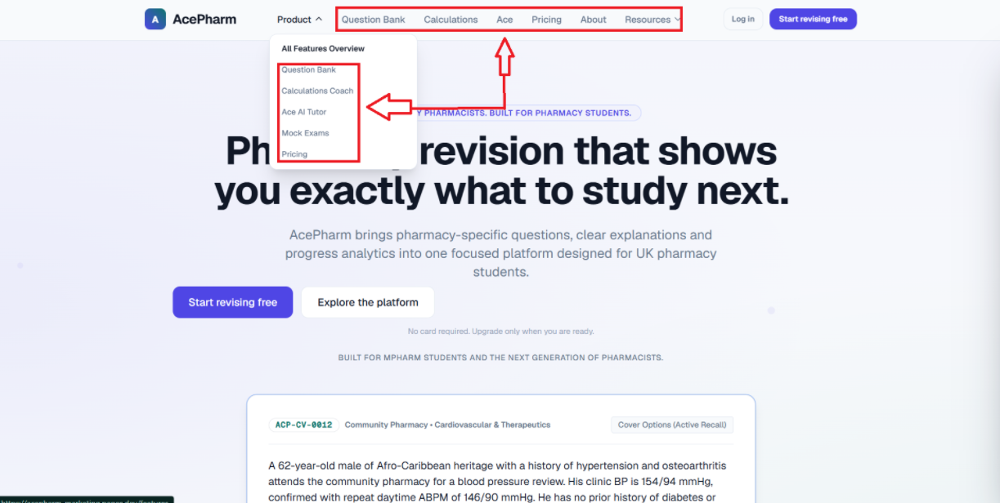 A AcePharm Product Question Bank Calculations Ace Pricing About Resources Log in Start revising free
All Features Overview
Question Bank
Calculations Coach
Ace AI Tutor
Mock Exams
Pricing
PHARMACISTS. BUILT FOR PHARMACY STUDENTS.
revision that shows
you exactly what to study next.
AcePharm brings pharmacy-specific questions, clear explanations and
progress analytics into one focused platform designed for UK pharmacy
students.
Start revising free Explore the platform
No card required. Upgrade only when you are ready.
BUILT FOR MPHARM STUDENTS AND THE NEXT GENERATION OF PHARMACISTS.
ACP-CV-0012 Community Pharmacy • Cardiovascular & Therapeutics Cover Options (Active Recall)
A 62-year-old male of Afro-Caribbean heritage with a history of hypertension and osteoarthritis
attends the community pharmacy for a blood pressure review. His clinic BP is 154/94 mmHg,
confirmed with repeat daytime ABPM of 146/90 mmHg. He has no prior history of diabetes or